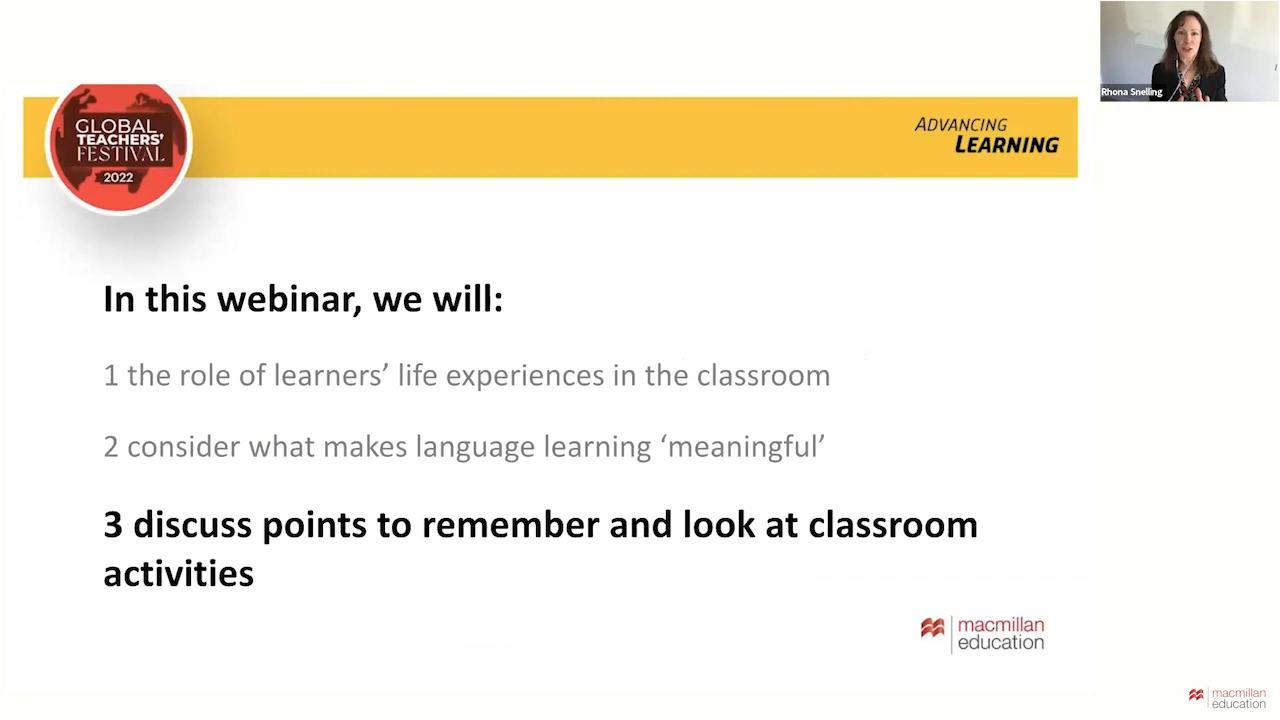 Rhona Snelling
GLOBAL
TEACHERS'
FESTIVAL
2022
ADVANCING
LEARNING
In this webinar, we will:
1 the role of learners’ life experiences in the classroom
2 consider what makes language learning ‘meaningful’
3 discuss points to remember and look at classroom
activities
macmillan
education
macmillan
education